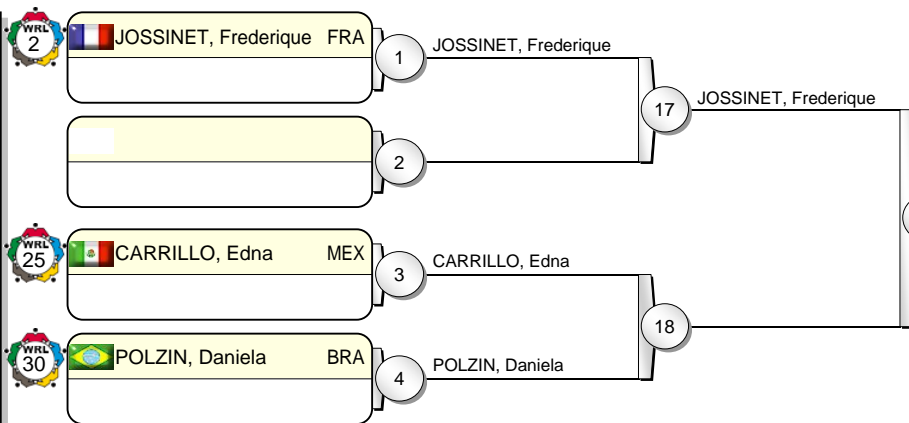 WRL
2
JOSSINET, Frederique FRA
1
JOSSINET, Frederique
17
JOSSINET, Frederique
2
WRL
25
CARRILLO, Edna MEX
3
CARRILLO, Edna
18
WRL
30
POLZIN, Daniela BRA
4
POLZIN, Daniela